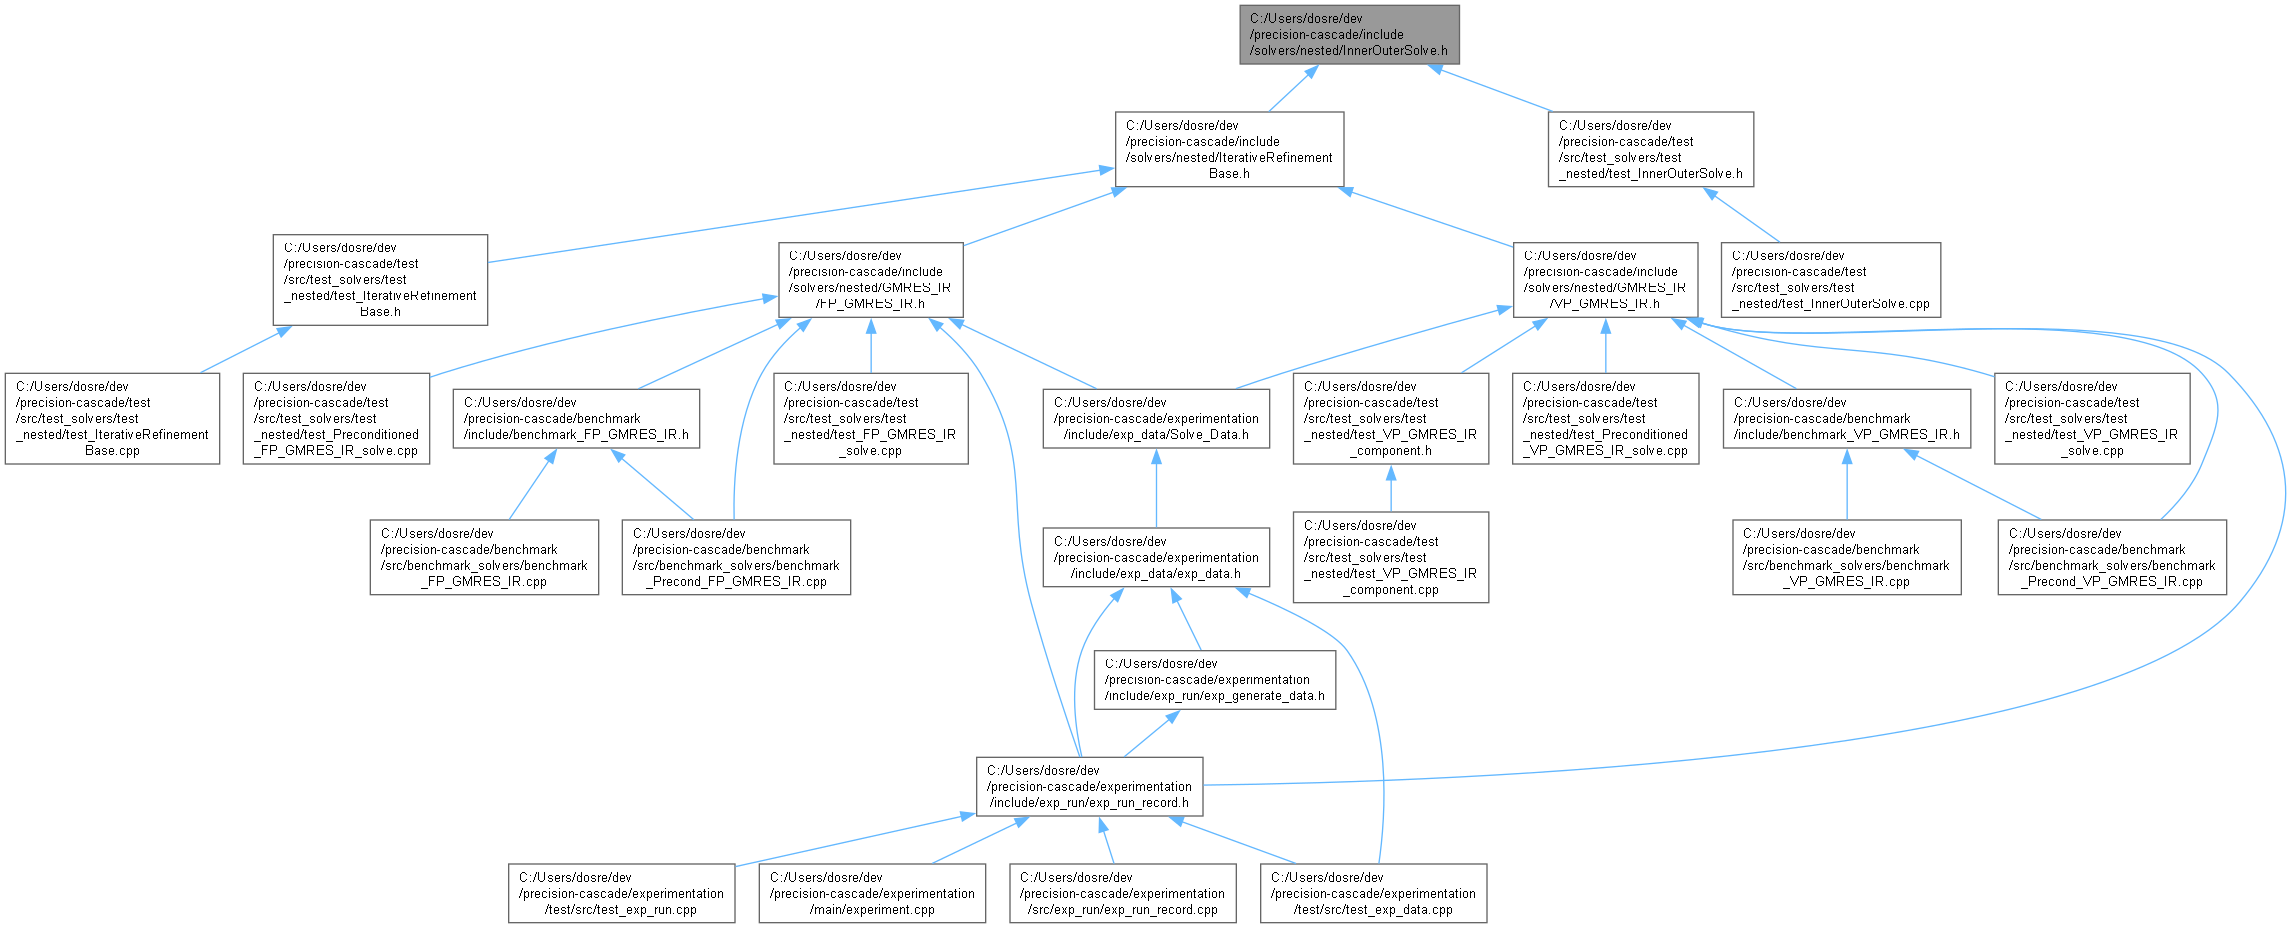 C:/Users/dosre/dev
/precision-cascade/include
/solvers/nested/InnerOuterSolve.h
C:/Users/dosre/dev
/precision-cascade/include
/solvers/nested/IterativeRefinement
Base.h
C:/Users/dosre/dev
/precision-cascade/test
/src/test_solvers/test
_nested/test_InnerOuterSolve.h
C:/Users/dosre/dev
/precision-cascade/test
/src/test_solvers/test
_nested/test_IterativeRefinement
Base.h
C:/Users/dosre/dev
/precision-cascade/include
/solvers/nested/GMRES_IR
/FP_GMRES_IR.h
C:/Users/dosre/dev
/precision-cascade/include
/solvers/nested/GMRES_IR
/VP_GMRES_IR.h
C:/Users/dosre/dev
/precision-cascade/test
/src/test_solvers/test
_nested/test_InnerOuterSolve.cpp
C:/Users/dosre/dev
/precision-cascade/test
/src/test_solvers/test
_nested/test_IterativeRefinement
Base.cpp
C:/Users/dosre/dev
/precision-cascade/test
/src/test_solvers/test
_nested/test_Preconditioned
_FP_GMRES_IR_solve.cpp
C:/Users/dosre/dev
/precision-cascade/benchmark
/include/benchmark_FP_GMRES_IR.h
C:/Users/dosre/dev
/precision-cascade/test
/src/test_solvers/test
_nested/test_FP_GMRES_IR
_solve.cpp
C:/Users/dosre/dev
/precision-cascade/experimentation
/include/exp_data/Solve_Data.h
C:/Users/dosre/dev
/precision-cascade/test
/src/test_solvers/test
_nested/test_VP_GMRES_IR
_component.h
C:/Users/dosre/dev
/precision-cascade/test
/src/test_solvers/test
_nested/test_Preconditioned
_VP_GMRES_IR_solve.cpp
C:/Users/dosre/dev
/precision-cascade/benchmark
/include/benchmark_VP_GMRES_IR.h
C:/Users/dosre/dev
/precision-cascade/test
/src/test_solvers/test
_nested/test_VP_GMRES_IR
_solve.cpp
C:/Users/dosre/dev
/precision-cascade/benchmark
/src/benchmark_solvers/benchmark
_FP_GMRES_IR.cpp
C:/Users/dosre/dev
/precision-cascade/benchmark
/src/benchmark_solvers/benchmark
_Precond_FP_GMRES_IR.cpp
C:/Users/dosre/dev
/precision-cascade/experimentation
/include/exp_data/exp_data.h
C:/Users/dosre/dev
/precision-cascade/test
/src/test_solvers/test
_nested/test_VP_GMRES_IR
_component.cpp
C:/Users/dosre/dev
/precision-cascade/benchmark
/src/benchmark_solvers/benchmark
_VP_GMRES_IR.cpp
C:/Users/dosre/dev
/precision-cascade/benchmark
/src/benchmark_solvers/benchmark
_Precond_VP_GMRES_IR.cpp
C:/Users/dosre/dev
/precision-cascade/experimentation
/include/exp_run/exp_generate_data.h
C:/Users/dosre/dev
/precision-cascade/experimentation
/include/exp_run/exp_run_record.h
C:/Users/dosre/dev
/precision-cascade/experimentation
/test/src/test_exp_run.cpp
C:/Users/dosre/dev
/precision-cascade/experimentation
/main/experiment.cpp
C:/Users/dosre/dev
/precision-cascade/experimentation
/src/exp_run/exp_run_record.cpp
C:/Users/dosre/dev
/precision-cascade/experimentation
/test/src/test_exp_data.cpp